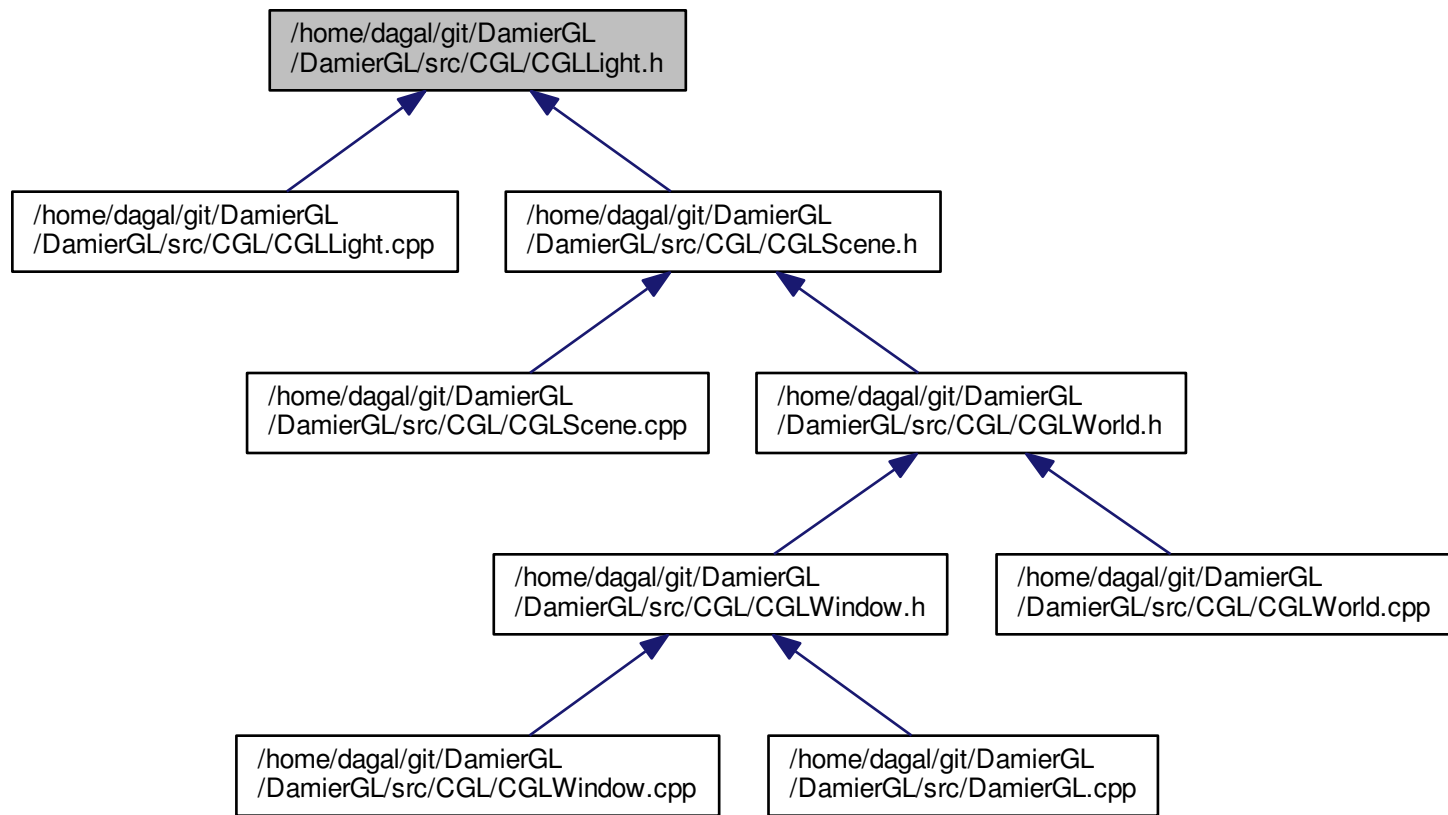 /home/dagal/git/DamierGL
/DamierGL/src/CGL/CGLLight.h
/home/dagal/git/DamierGL
/DamierGL/src/CGL/CGLLight.cpp
/home/dagal/git/DamierGL
/DamierGL/src/CGL/CGLScene.h
/home/dagal/git/DamierGL
/DamierGL/src/CGL/CGLScene.cpp
/home/dagal/git/DamierGL
/DamierGL/src/CGL/CGLWorld.h
/home/dagal/git/DamierGL
/DamierGL/src/CGL/CGLWindow.h
/home/dagal/git/DamierGL
/DamierGL/src/CGL/CGLWorld.cpp
/home/dagal/git/DamierGL
/DamierGL/src/CGL/CGLWindow.cpp
/home/dagal/git/DamierGL
/DamierGL/src/DamierGL.cpp